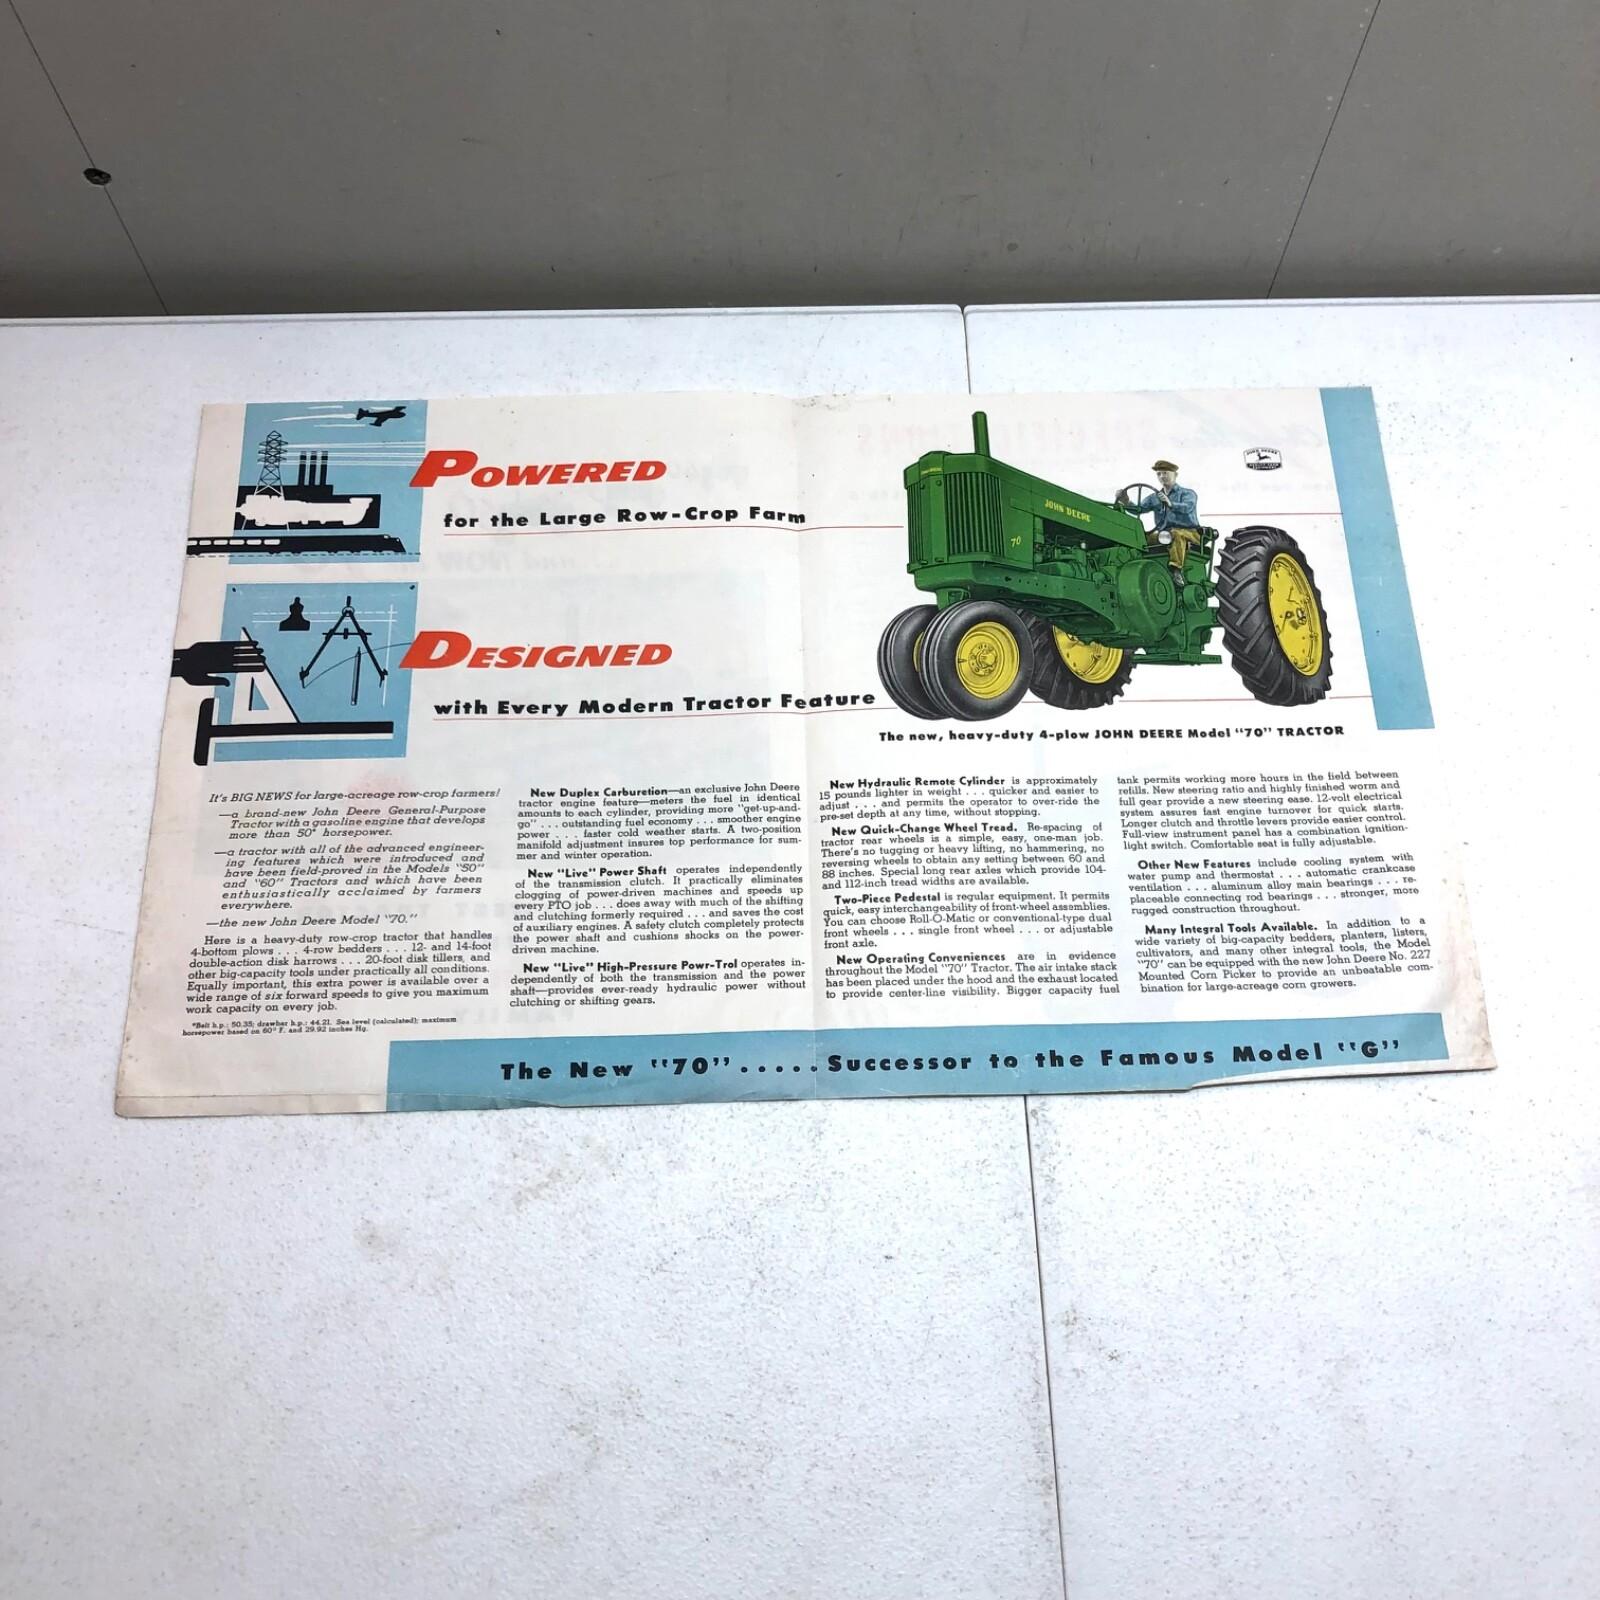 POWERED
for the Large Row-Crop Farm
DESIGNED
with Every Modern Tractor Feature
JOHN DEERE
70
JOHN DEERE
The new, heavy-duty 4-plow JOHN DEERE Model "70" TRACTOR
It's BIG NEWS for large-acreage row-crop farmers!
—a brand-new John Deere General-Purpose
Tractor with a gasoline engine that develops
more than 50* horsepower.
—a tractor with all of the advanced engineer-
ing features which were introduced and
have been field-proved in the Models "50"
and "60" Tractors and which have been
enthusiastically acclaimed by farmers
everywhere.
—the new John Deere Model "70."
Here is a heavy-duty row-crop tractor that handles
4-bottom plows . . . 4-row bedders . . . 12- and 14-foot
double-action disk harrows . . . 20-foot disk tillers, and
other big-capacity tools under practically all conditions.
Equally important, this extra power is available over a
wide range of six forward speeds to give you maximum
work capacity on every job.
*Belt h.p.: 50.35; drawbar h.p.: 44.21. Sea level (calculated); maximum
horsepower based on 60° F. and 29.92 inches Hg.
New Duplex Carburetion—an exclusive John Deere
tractor engine feature—meters the fuel in identical
amounts to each cylinder, providing more "get-up-and-
go" . . . outstanding fuel economy . . . smoother engine
power . . . faster cold weather starts. A two-position
manifold adjustment insures top performance for sum-
mer and winter operation.
New "Live" Power Shaft operates independently
of the transmission clutch. It practically eliminates
clogging of power-driven machines and speeds up
every PTO job . . . does away with much of the shifting
and clutching formerly required . . . and saves the cost
of auxiliary engines. A safety clutch completely protects
the power shaft and cushions shocks on the power-
driven machine.
New "Live" High-Pressure Powr-Trol operates in-
dependently of both the transmission and the power
shaft—provides ever-ready hydraulic power without
clutching or shifting gears.
New Hydraulic Remote Cylinder is approximately
15 pounds lighter in weight . . . quicker and easier to
adjust . . . and permits the operator to over-ride the
pre-set depth at any time, without stopping.
New Quick-Change Wheel Tread. Re-spacing of
tractor rear wheels is a simple, easy, one-man job.
There's no tugging or heavy lifting, no hammering, no
reversing wheels to obtain any setting between 60 and
88 inches. Special long rear axles which provide 104-
and 112-inch tread widths are available.
Two-Piece Pedestal is regular equipment. It permits
quick, easy interchangeability of front-wheel assemblies.
You can choose Roll-O-Matic or conventional-type dual
front wheels . . . single front wheel . . . or adjustable
front axle.
New Operating Conveniences are in evidence
throughout the Model "70" Tractor. The air intake stack
has been placed under the hood and the exhaust located
to provide center-line visibility. Bigger capacity fuel
tank permits working more hours in the field between
refills. New steering ratio and highly finished worm and
full gear provide a new steering ease. 12-volt electrical
system assures fast engine turnover for quick starts.
Longer clutch and throttle levers provide easier control.
Full-view instrument panel has a combination ignition-
light switch. Comfortable seat is fully adjustable.
Other New Features include cooling system with
water pump and thermostat . . . automatic crankcase
ventilation . . . aluminum alloy main bearings . . . re-
placeable connecting rod bearings . . . stronger, more
rugged construction throughout.
Many Integral Tools Available. In addition to a
wide variety of big-capacity bedders, planters, listers,
cultivators, and many other integral tools, the Model
"70" can be equipped with the new John Deere No. 227
Mounted Corn Picker to provide an unbeatable com-
bination for large-acreage corn growers.
The New "70" . . . . . Successor to the Famous Model "G"